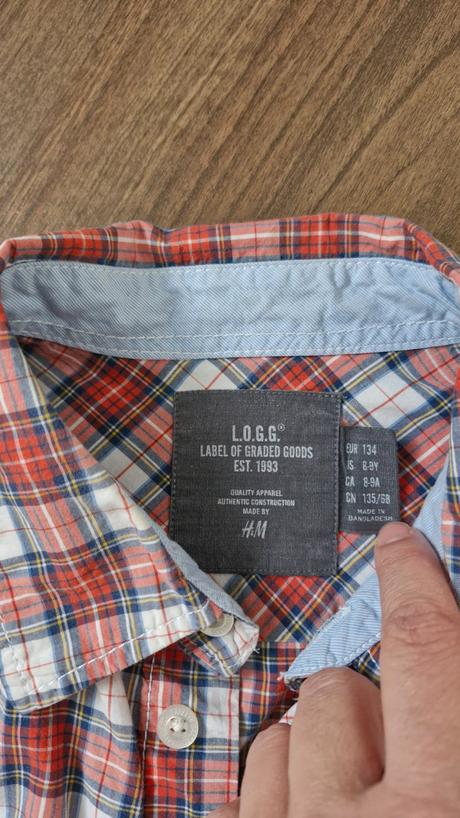 L.O.G.G.®
LABEL OF GRADED GOODS
EST. 1993
QUALITY APPAREL
AUTHENTIC CONSTRUCTION
MADE BY
H&M
EUR 134
US 8-9Y
CA 8-9A
CN 135/68
MADE IN
BANGLADESH